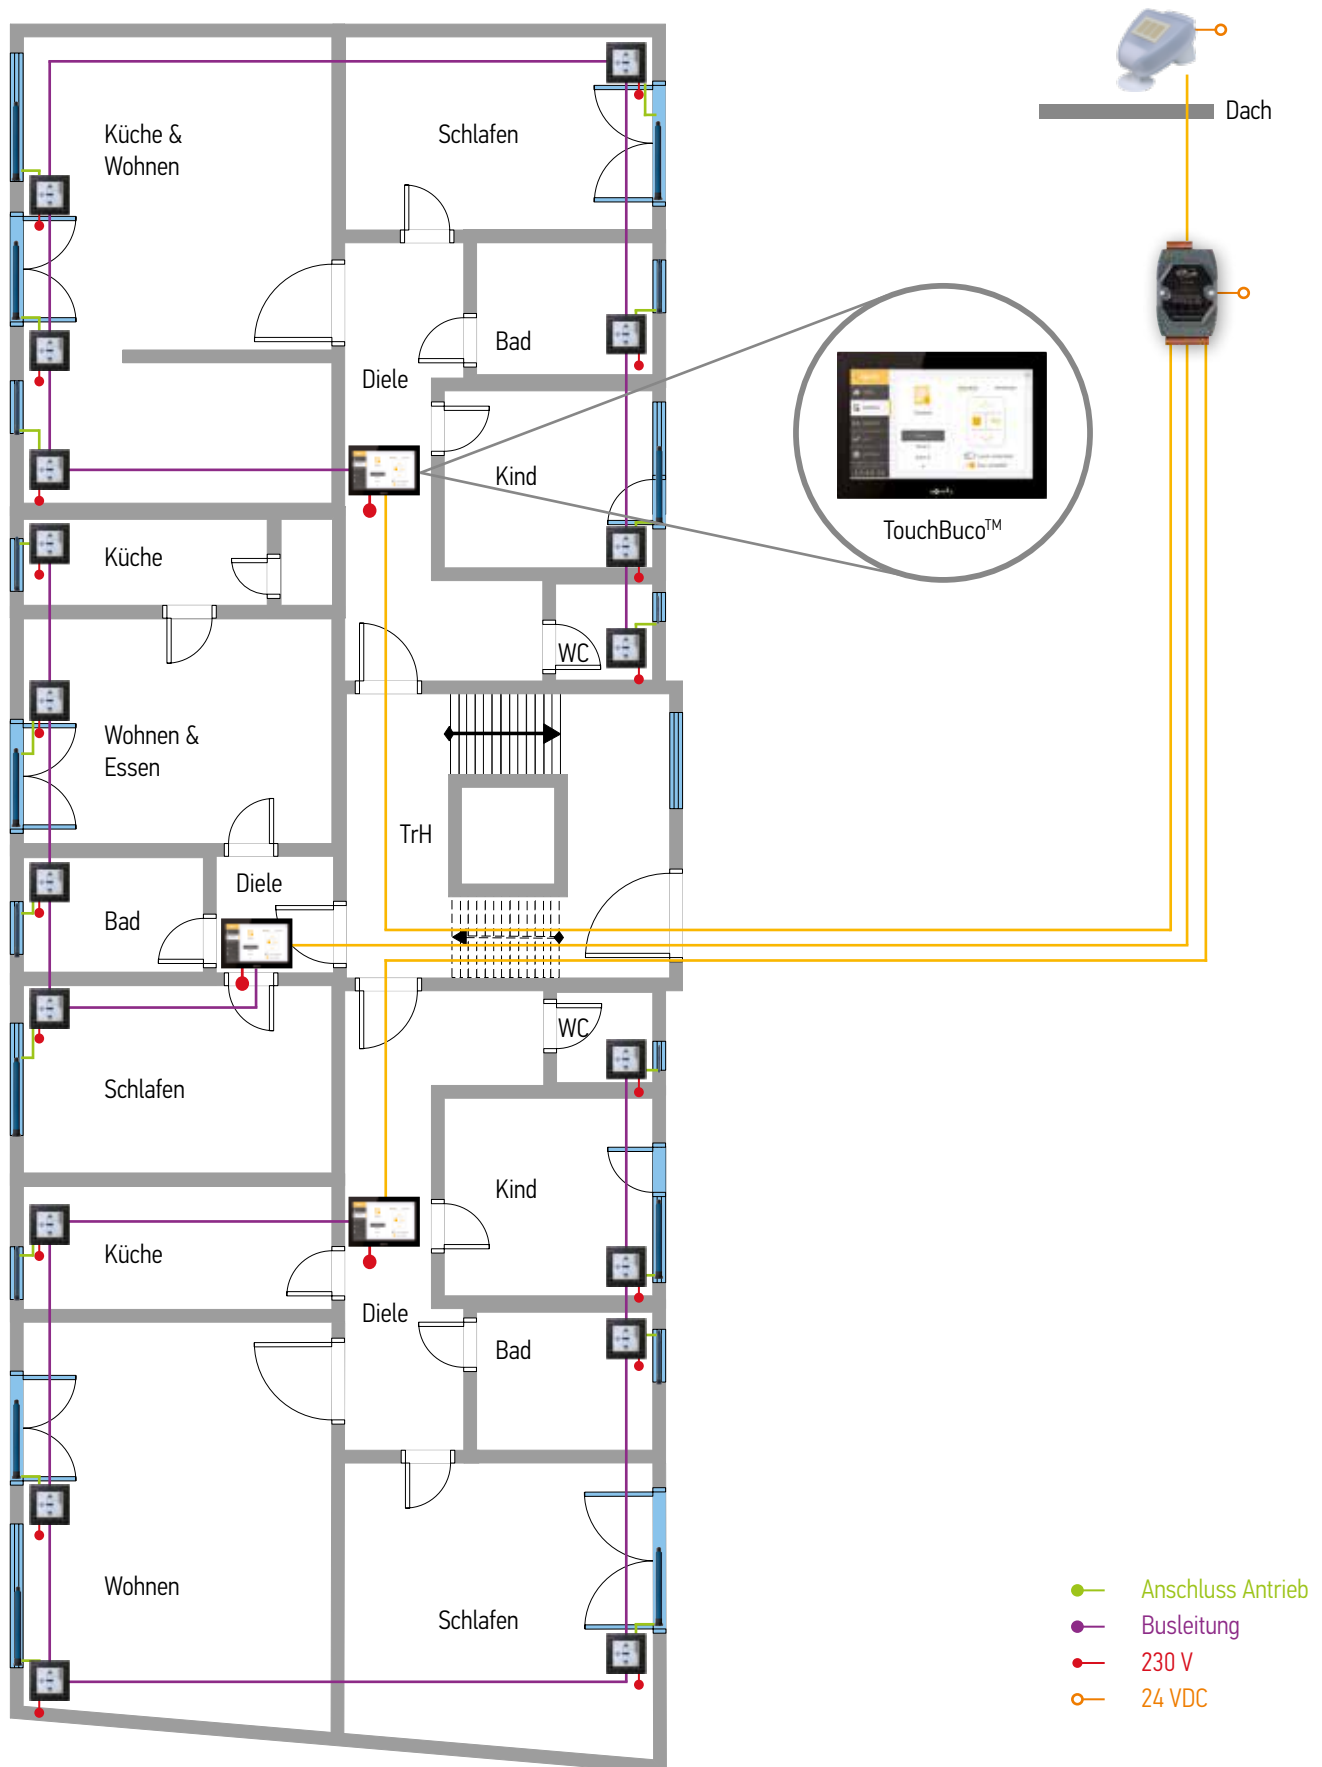 Dach
Küche &
Wohnen
Schlafen
Bad
Diele
Kind
TouchBuco™
Küche
WC
Wohnen &
Essen
TrH
Diele
Bad
WC
Schlafen
Kind
Küche
Diele
Bad
Wohnen
Schlafen
Anschluss Antrieb
Busleitung
230 V
24 VDC